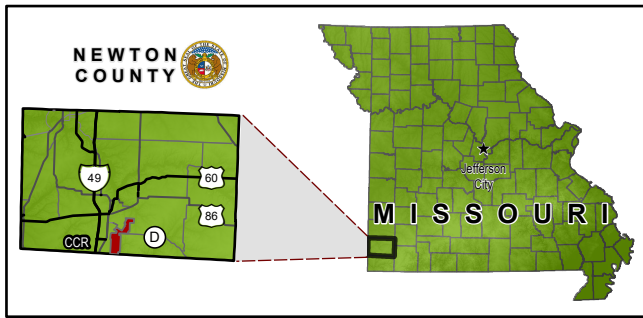 NEWTON
COUNTY
49
60
86
D
CCR
Jefferson
City
MISSOURI